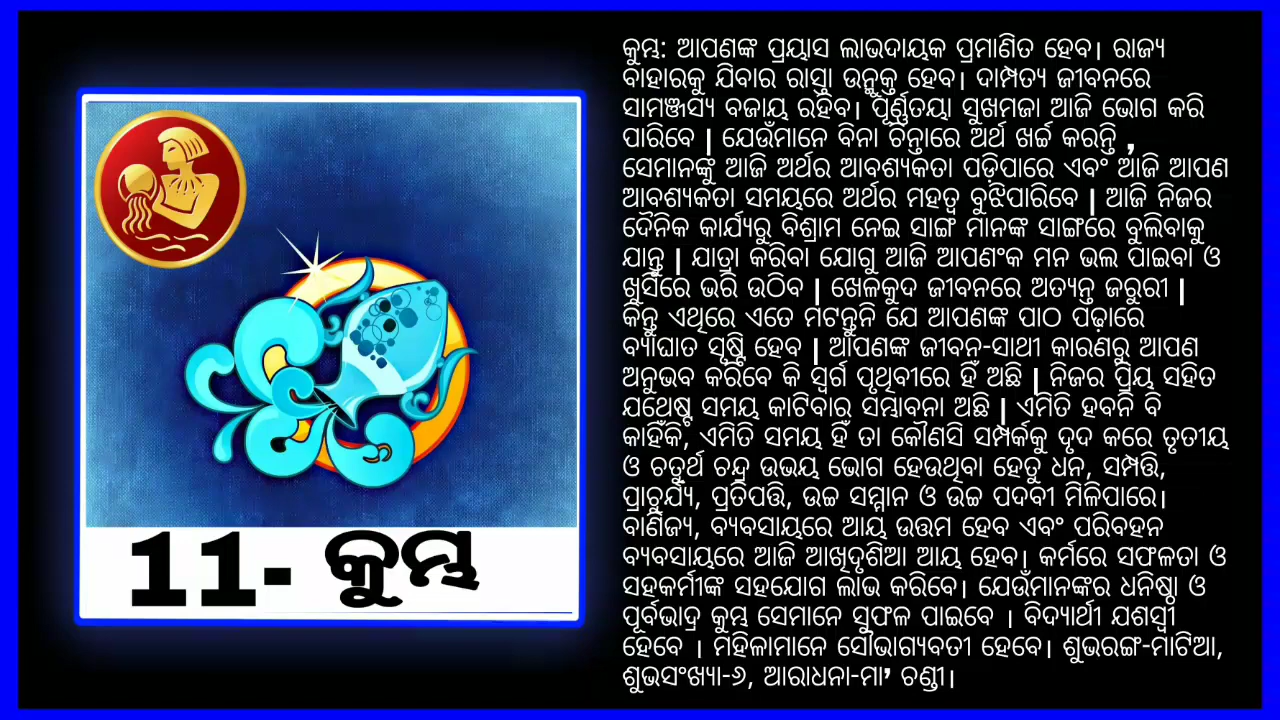 11- କୁମ୍ଭ
କୁମ୍ଭ: ଆପଣଙ୍କ ପ୍ରୟାସ ଲାଭଦାୟକ ପ୍ରମାଣିତ ହେବ। ରାଜ୍ୟ
ବାହାରକୁ ଯିବାର ରାସ୍ତା ଉନ୍ମୁକ୍ତ ହେବ। ଦାମ୍ପତ୍ୟ ଜୀବନରେ
ସାମଞ୍ଜସ୍ୟ ବଜାୟ ରହିବ। ପୂର୍ଣ୍ଣତୟା ସୁଖମଜା ଆଜି ଭୋଗ କରି
ପାରିବେ | ଯେଉଁମାନେ ବିନା ଚିନ୍ତାରେ ଅର୍ଥ ଖର୍ଚ୍ଚ କରନ୍ତି ,
ସେମାନଙ୍କୁ ଆଜି ଅର୍ଥର ଆବଶ୍ୟକତା ପଡ଼ିପାରେ ଏବଂ ଆଜି ଆପଣ
ଆବଶ୍ୟକତା ସମୟରେ ଅର୍ଥର ମହତ୍ୱ ବୁଝିପାରିବେ | ଆଜି ନିଜର
ଦୈନିକ କାର୍ଯ୍ୟରୁ ବିଶ୍ରାମ ନେଇ ସାଙ୍ଗ ମାନଙ୍କ ସାଙ୍ଗରେ ବୁଲିବାକୁ
ଯାନ୍ତୁ | ଯାତ୍ରା କରିବା ଯୋଗୁ ଆଜି ଆପଣଂକ ମନ ଭଲ ପାଇବା ଓ
ଖୁସିରେ ଭରି ଉଠିବ | ଖେଳକୁଦ ଜୀବନରେ ଅତ୍ୟନ୍ତ ଜରୁରୀ |
କିନ୍ତୁ ଏଥିରେ ଏତେ ମଟନ୍ତୁନି ଯେ ଆପଣଙ୍କ ପାଠ ପଢ଼ାରେ
ବ୍ୟାଘାତ ସୃଷ୍ଟି ହେବ | ଆପଣଙ୍କ ଜୀବନ-ସାଥୀ କାରଣରୁ ଆପଣ
ଅନୁଭବ କରିବେ କି ସ୍ୱର୍ଗ ପୃଥିବୀରେ ହିଁ ଅଛି | ନିଜର ପ୍ରିୟ ସହିତ
ଯଥେଷ୍ଟ ସମୟ କାଟିବାର ସମ୍ଭାବନା ଅଛି | ଏମିତି ହବନି ବି
କାହିଁକି, ଏମିତି ସମୟ ହିଁ ତା କୌଣସି ସମ୍ପର୍କକୁ ଦୃଦ କରେ ତୃତୀୟ
ଓ ଚତୁର୍ଥ ଚନ୍ଦ୍ର ଉଭୟ ଭୋଗ ହେଉଥିବା ହେତୁ ଧନ, ସମ୍ପତ୍ତି,
ପ୍ରାଚୁର୍ଯ୍ୟ, ପ୍ରତିପତ୍ତି, ଉଚ୍ଚ ସମ୍ମାନ ଓ ଉଚ୍ଚ ପଦବୀ ମିଳିପାରେ।
ବାଣିଜ୍ୟ, ବ୍ୟବସାୟରେ ଆୟ ଉତ୍ତମ ହେବ ଏବଂ ପରିବହନ
ବ୍ୟବସାୟରେ ଆଜି ଆଖିଦୃଶିଆ ଆୟ ହେବ। କର୍ମରେ ସଫଳତା ଓ
ସହକର୍ମୀଙ୍କ ସହଯୋଗ ଲାଭ କରିବେ। ଯେଉଁମାନଙ୍କର ଧନିଷ୍ଠା ଓ
ପୂର୍ବଭାଦ୍ର କୁମ୍ଭ ସେମାନେ ସୁଫଳ ପାଇବେ । ବିଦ୍ୟାର୍ଥୀ ଯଶସ୍ୱୀ
ହେବେ । ମହିଳାମାନେ ସୌଭାଗ୍ୟବତୀ ହେବେ। ଶୁଭରଙ୍ଗ-ମାଟିଆ,
ଶୁଭସଂଖ୍ୟା-୬, ଆରାଧନା-ମା’ ଚଣ୍ଡୀ।